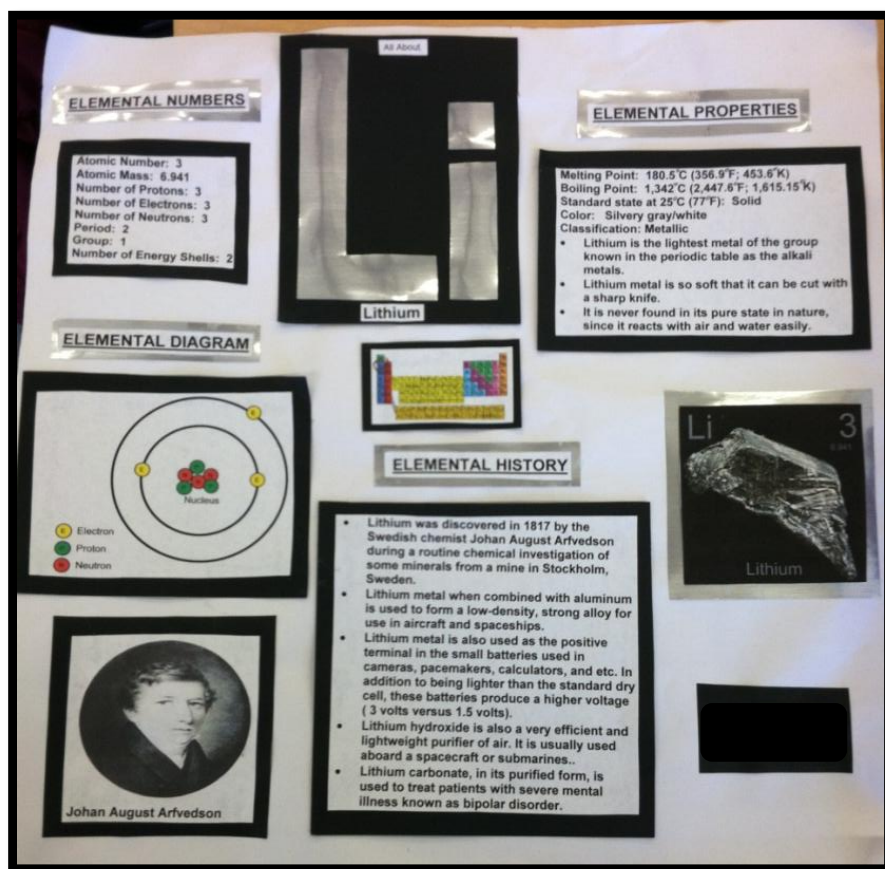 All About
Li
Lithium
ELEMENTAL NUMBERS
Atomic Number: 3
Atomic Mass: 6.941
Number of Protons: 3
Number of Electrons: 3
Number of Neutrons: 3
Period: 2
Group: 1
Number of Energy Shells: 2
ELEMENTAL PROPERTIES
Melting Point: 180.5°C (356.9°F; 453.6°K)
Boiling Point: 1,342°C (2,447.6°F; 1,615.15°K)
Standard state at 25°C (77°F): Solid
Color: Silvery gray/white
Classification: Metallic
• Lithium is the lightest metal of the group
known in the periodic table as the alkali
metals.
• Lithium metal is so soft that it can be cut with
a sharp knife.
• It is never found in its pure state in nature,
since it reacts with air and water easily.
ELEMENTAL DIAGRAM
Nucleus
Electron
Proton
Neutron
ELEMENTAL HISTORY
• Lithium was discovered in 1817 by the
Swedish chemist Johan August Arfvedson
during a routine chemical investigation of
some minerals from a mine in Stockholm,
Sweden.
• Lithium metal when combined with aluminum
is used to form a low-density, strong alloy for
use in aircraft and spaceships.
• Lithium metal is also used as the positive
terminal in the small batteries used in
cameras, pacemakers, calculators, and etc. In
addition to being lighter than the standard dry
cell, these batteries produce a higher voltage
( 3 volts versus 1.5 volts).
• Lithium hydroxide is also a very efficient and
lightweight purifier of air. It is usually used
aboard a spacecraft or submarines..
• Lithium carbonate, in its purified form, is
used to treat patients with severe mental
illness known as bipolar disorder.
Li 3
6.941
Lithium
Johan August Arfvedson